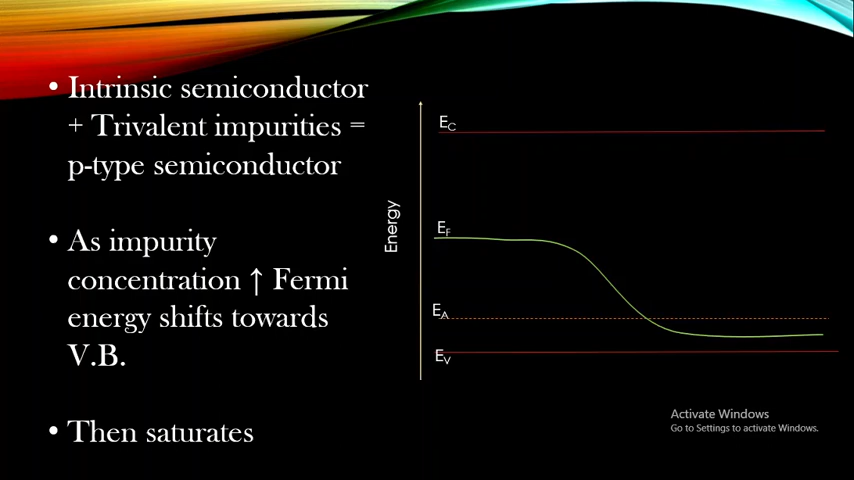 • Intrinsic semiconductor
+ Trivalent impurities =
p-type semiconductor
• As impurity
concentration ↑ Fermi
energy shifts towards
V.B.
• Then saturates
Energy
EC
EF
EA
EV
Activate Windows
Go to Settings to activate Windows.